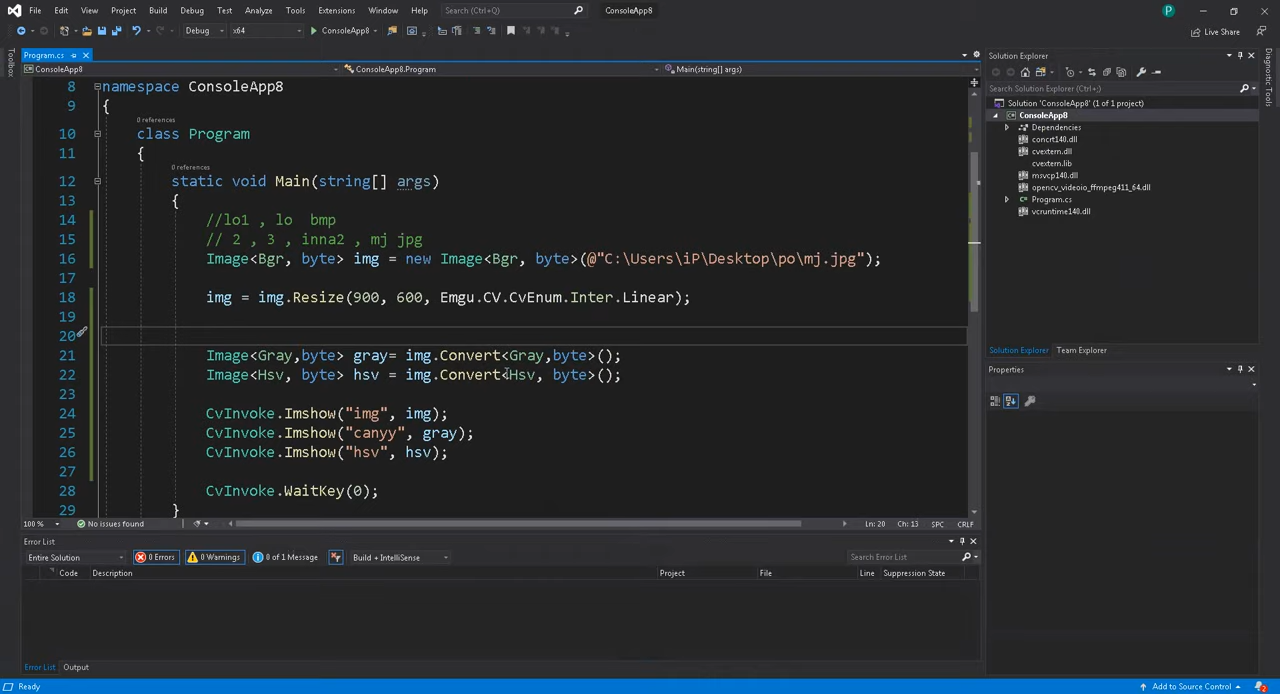 File Edit View Project Build Debug Test Analyze Tools Extensions Window Help Search (Ctrl+Q) ConsoleApp8 P
Debug x64 ConsoleApp8 Live Share
Toolbox
Program.cs
ConsoleApp8 ConsoleApp8.Program Main(string[] args)
8 namespace ConsoleApp8
9 {
0 references
10 class Program
11 {
0 references
12 static void Main(string[] args)
13 {
14 //lo1 , lo  bmp
15 // 2 , 3 , inna2 , mj jpg
16 Image<Bgr, byte> img = new Image<Bgr, byte>(@"C:\Users\iP\Desktop\po\mj.jpg");
17
18 img = img.Resize(900, 600, Emgu.CV.CvEnum.Inter.Linear);
19
20
21 Image<Gray,byte> gray= img.Convert<Gray,byte>();
22 Image<Hsv, byte> hsv = img.Convert<Hsv, byte>();
23
24 CvInvoke.Imshow("img", img);
25 CvInvoke.Imshow("canyy", gray);
26 CvInvoke.Imshow("hsv", hsv);
27
28 CvInvoke.WaitKey(0);
29 }
100 % No issues found Ln: 20 Ch: 13 SPC CRLF
Error List
Entire Solution 0 Errors 0 Warnings 0 of 1 Message Build + IntelliSense Search Error List
Code Description Project File Line Suppression State
Error List Output
Solution Explorer
Search Solution Explorer (Ctrl+;)
Solution 'ConsoleApp8' (1 of 1 project)
ConsoleApp8
Dependencies
concrt140.dll
cvextern.dll
cvextern.lib
msvcp140.dll
opencv_videoio_ffmpeg411_64.dll
Program.cs
vcruntime140.dll
Solution Explorer Team Explorer
Properties
Diagnostic Tools
Ready Add to Source Control 2